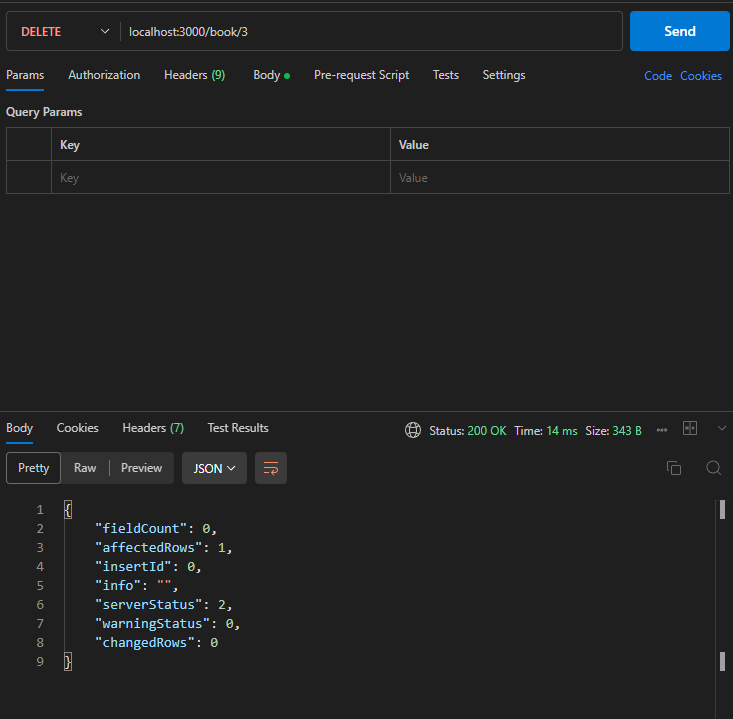 DELETE localhost:3000/book/3 Send
Params Authorization Headers (9) Body Pre-request Script Tests Settings Code Cookies
Query Params
Key Value
Key Value
Body Cookies Headers (7) Test Results Status: 200 OK Time: 14 ms Size: 343 B
Pretty Raw Preview JSON
1 {
2 "fieldCount": 0,
3 "affectedRows": 1,
4 "insertId": 0,
5 "info": "",
6 "serverStatus": 2,
7 "warningStatus": 0,
8 "changedRows": 0
9 }